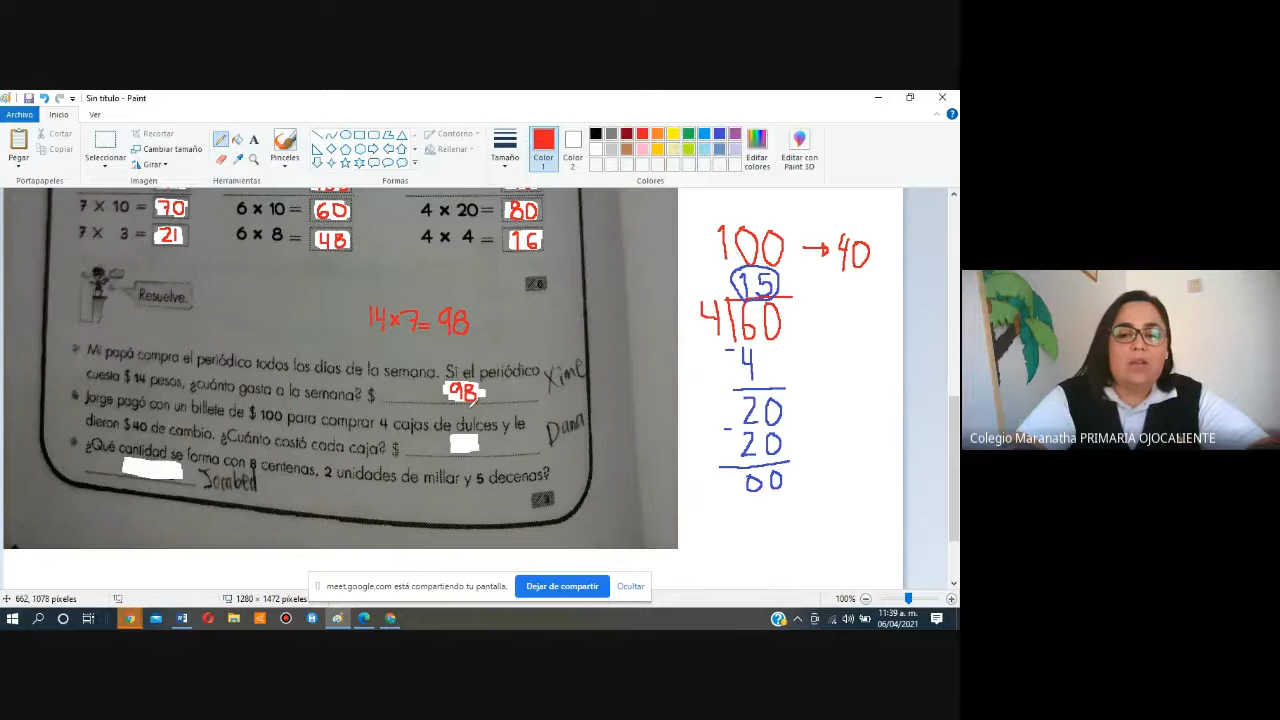 Sin título - Paint
Archivo Inicio Ver
Pegar
Cortar
Copiar
Portapapeles
Seleccionar
Recortar
Cambiar tamaño
Girar
Imagen
A
Herramientas
Pinceles
Contorno
Rellenar
Formas
Tamaño
Color 1
Color 2
Editar colores
Editar con Paint 3D
Colores
7 × 10 = 70 6 × 10 = 60 4 × 20 = 80
7 × 3 = 21 6 × 8 = 48 4 × 4 = 16
Resuelve.
14×7= 98
Mi papá compra el periódico todos los días de la semana. Si el periódico
cuesta $ 14 pesos, ¿cuánto gasta a la semana? $ 98
Xime
Jorge pagó con un billete de $ 100 para comprar 4 cajas de dulces y le
dieron $ 40 de cambio. ¿Cuánto costó cada caja? $
Dana
¿Qué cantidad se forma con 8 centenas, 2 unidades de millar y 5 decenas?
100 → 40
15
4 60
- 4
20
- 20
00
meet.google.com está compartiendo tu pantalla. Dejar de compartir Ocultar
662, 1078 píxeles 1280 × 1472 píxeles 100%
11:39 a. m.
06/04/2021
Colegio Maranatha PRIMARIA OJOCALIENTE